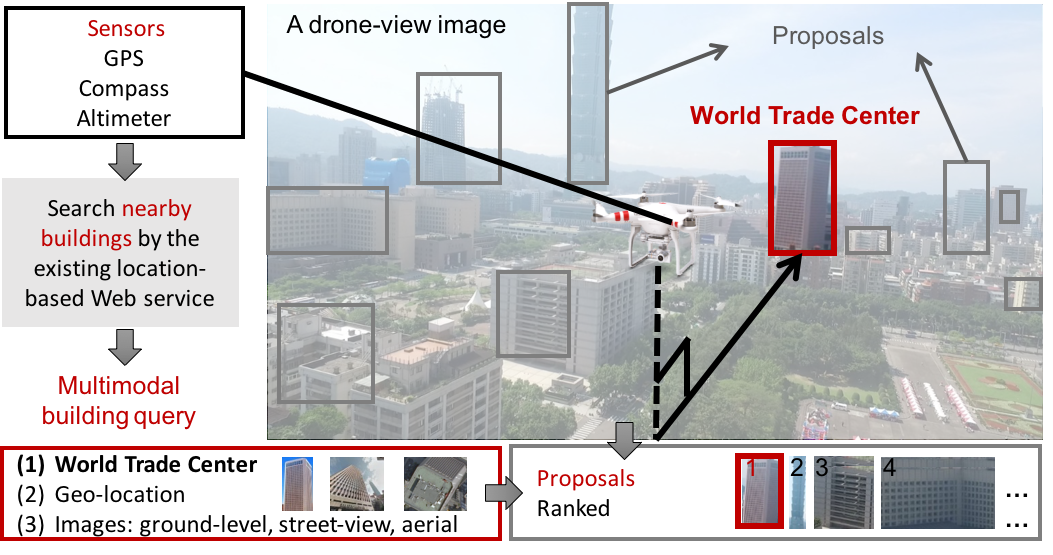 Sensors
GPS
Compass
Altimeter
Search nearby
buildings by the
existing location-
based Web service
Multimodal
building query
A drone-view image
Proposals
World Trade Center
(1) World Trade Center
(2) Geo-location
(3) Images: ground-level, street-view, aerial
Proposals
Ranked
1
2
3
4
...
...